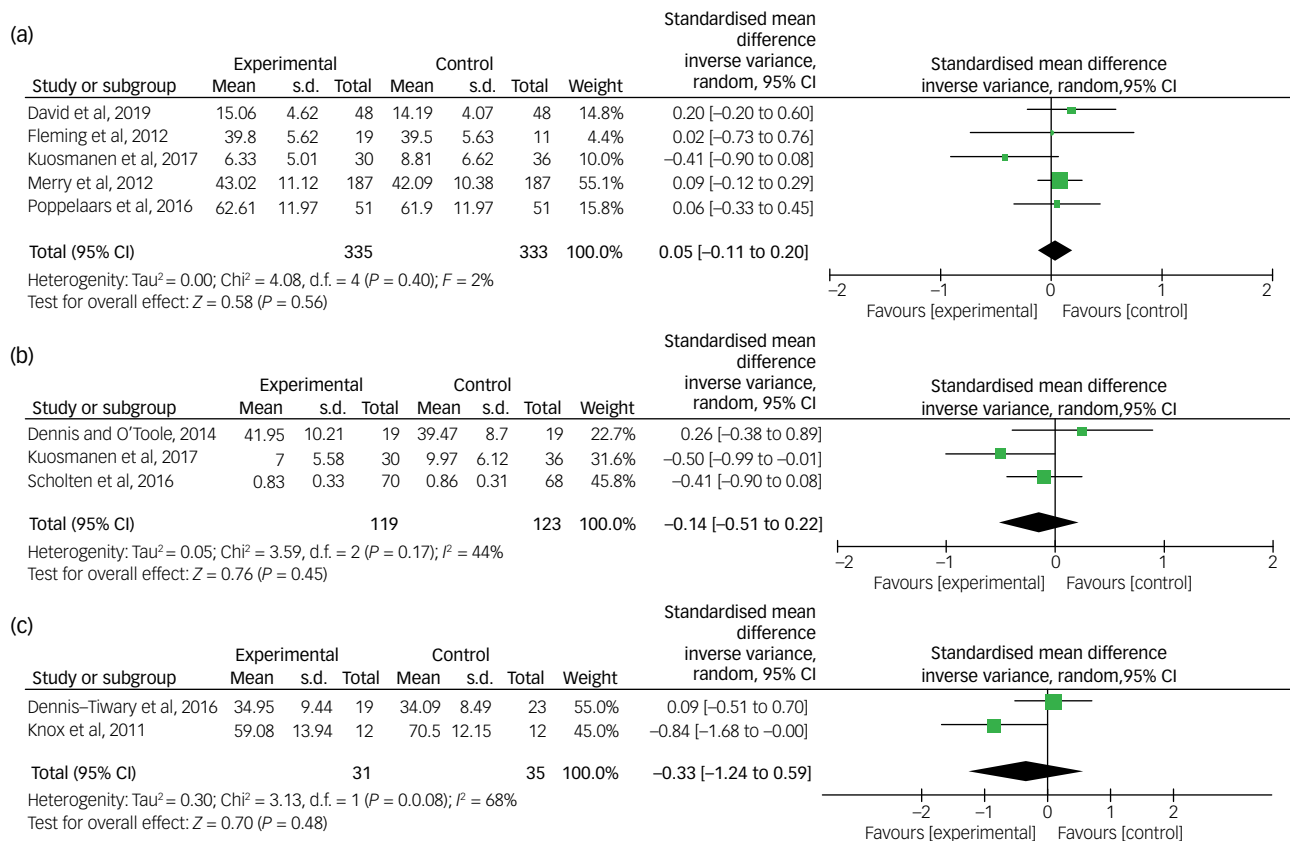 (a)
Standardised mean
difference
Experimental Control inverse variance, Standardised mean difference
Study or subgroup Mean s.d. Total Mean s.d. Total Weight random, 95% CI inverse variance, random,95% CI
David et al, 2019 15.06 4.62 48 14.19 4.07 48 14.8% 0.20 [–0.20 to 0.60]
Fleming et al, 2012 39.8 5.62 19 39.5 5.63 11 4.4% 0.02 [–0.73 to 0.76]
Kuosmanen et al, 2017 6.33 5.01 30 8.81 6.62 36 10.0% –0.41 [–0.90 to 0.08]
Merry et al, 2012 43.02 11.12 187 42.09 10.38 187 55.1% 0.09 [–0.12 to 0.29]
Poppelaars et al, 2016 62.61 11.97 51 61.9 11.97 51 15.8% 0.06 [–0.33 to 0.45]
Total (95% CI) 335 333 100.0% 0.05 [–0.11 to 0.20]
Heterogenity: Tau² = 0.00; Chi² = 4.08, d.f. = 4 (P = 0.40); F = 2%
Test for overall effect: Z = 0.58 (P = 0.56)
–2 –1 0 1 2
Favours [experimental] Favours [control]
(b)
Standardised mean
difference
Experimental Control inverse variance, Standardised mean difference
Study or subgroup Mean s.d. Total Mean s.d. Total Weight random, 95% CI inverse variance, random,95% CI
Dennis and O'Toole, 2014 41.95 10.21 19 39.47 8.7 19 22.7% 0.26 [–0.38 to 0.89]
Kuosmanen et al, 2017 7 5.58 30 9.97 6.12 36 31.6% –0.50 [–0.99 to –0.01]
Scholten et al, 2016 0.83 0.33 70 0.86 0.31 68 45.8% –0.41 [–0.90 to 0.08]
Total (95% CI) 119 123 100.0% –0.14 [–0.51 to 0.22]
Heterogenity: Tau² = 0.05; Chi² = 3.59, d.f. = 2 (P = 0.17); I² = 44%
Test for overall effect: Z = 0.76 (P = 0.45)
–2 –1 0 1 2
Favours [experimental] Favours [control]
(c)
Standardised mean
difference
Experimental Control inverse variance, Standardised mean difference
Study or subgroup Mean s.d. Total Mean s.d. Total Weight random, 95% CI inverse variance, random,95% CI
Dennis–Tiwary et al, 2016 34.95 9.44 19 34.09 8.49 23 55.0% 0.09 [–0.51 to 0.70]
Knox et al, 2011 59.08 13.94 12 70.5 12.15 12 45.0% –0.84 [–1.68 to –0.00]
Total (95% CI) 31 35 100.0% –0.33 [–1.24 to 0.59]
Heterogenity: Tau² = 0.30; Chi² = 3.13, d.f. = 1 (P = 0.0.08); I² = 68%
Test for overall effect: Z = 0.70 (P = 0.48)
–2 –1 0 1 2
Favours [experimental] Favours [control]